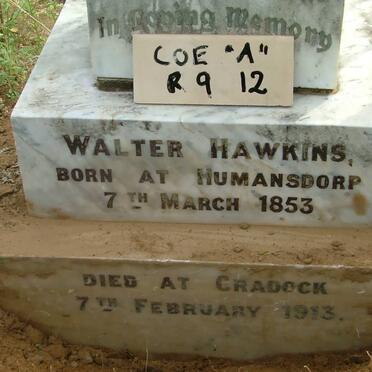 In Loving Memory
COE "A"
R 9 12
WALTER HAWKINS,
BORN AT HUMANSDORP
7TH MARCH 1853
DIED AT CRADOCK
7TH FEBRUARY 1913.